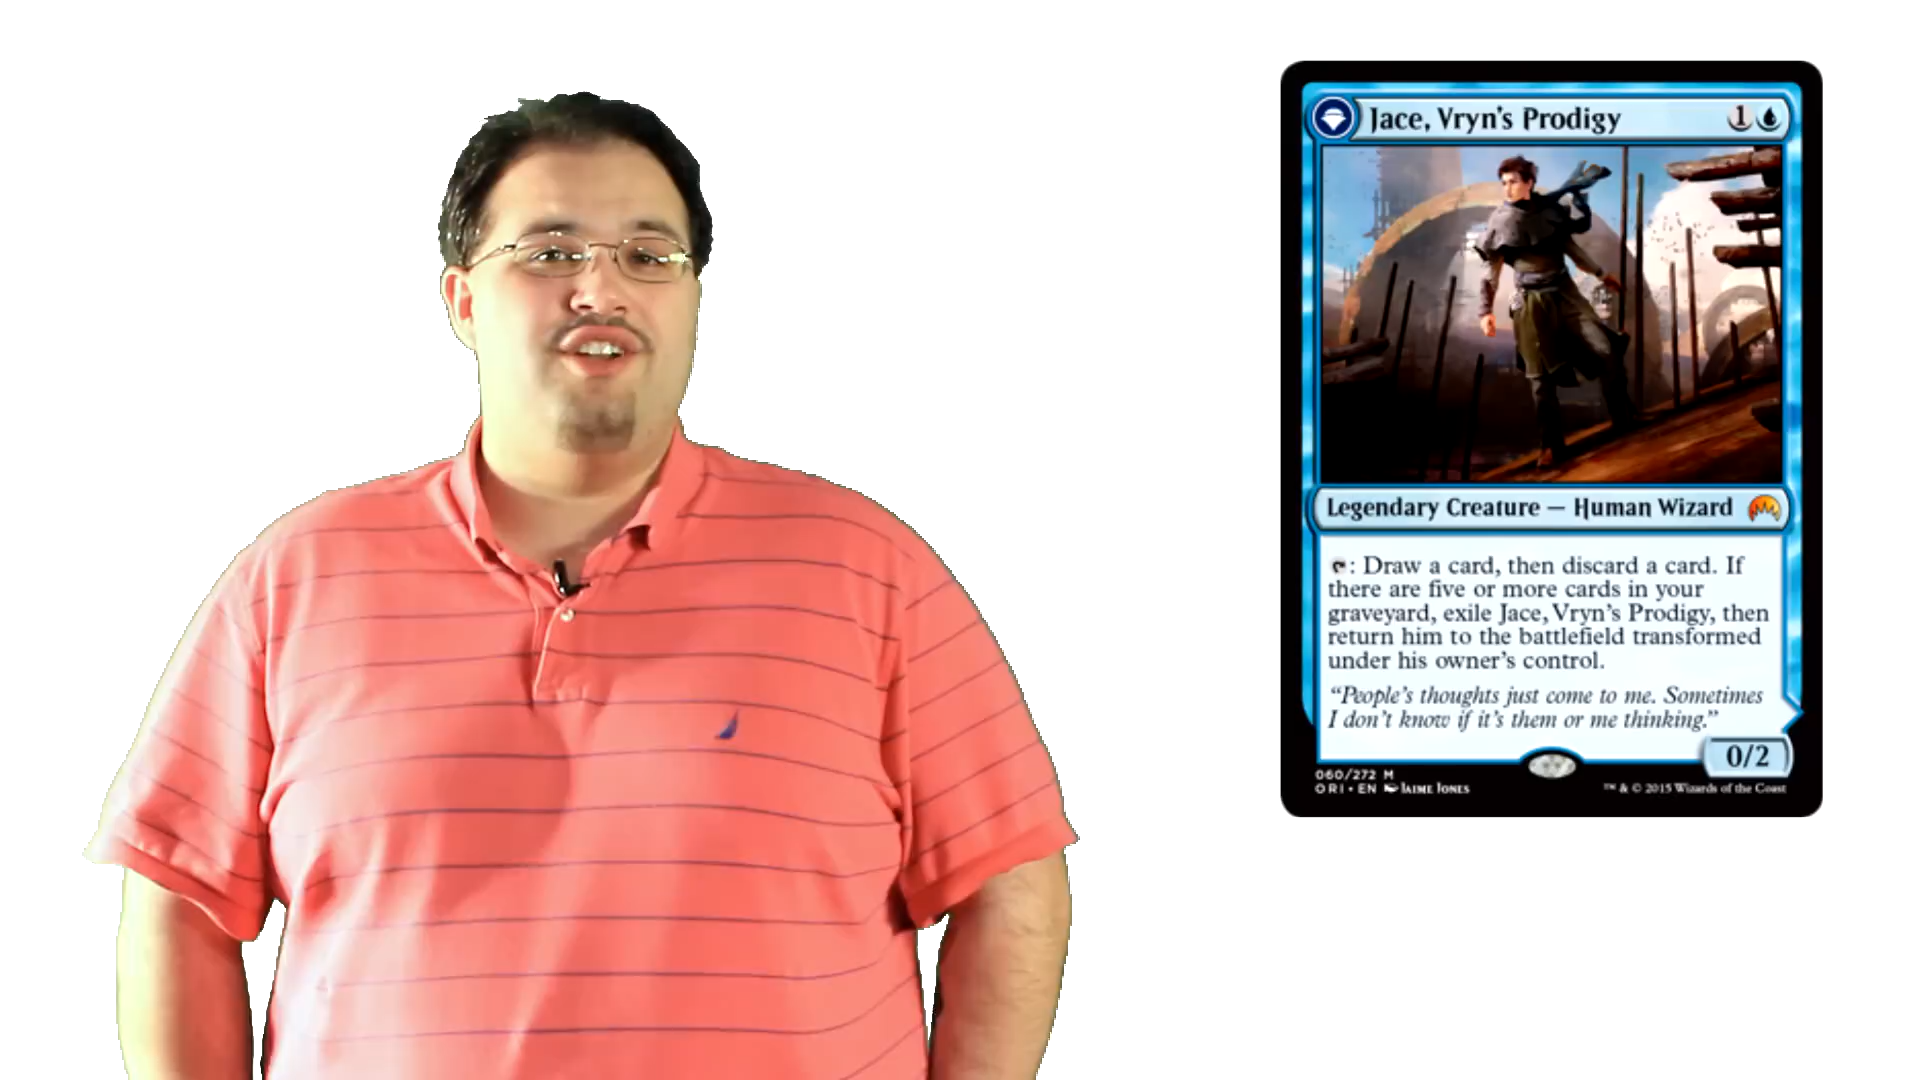 Jace, Vryn's Prodigy 1
Legendary Creature — Human Wizard
: Draw a card, then discard a card. If
there are five or more cards in your
graveyard, exile Jace, Vryn's Prodigy, then
return him to the battlefield transformed
under his owner's control.
“People's thoughts just come to me. Sometimes
I don't know if it's them or me thinking.”
0/2
060/272 M
ORI • EN Jaime Jones
™ & © 2015 Wizards of the Coast